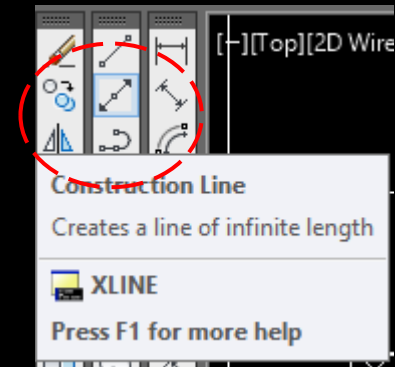 [-][Top][2D Wire
Construction Line
Creates a line of infinite length
XLINE
Press F1 for more help